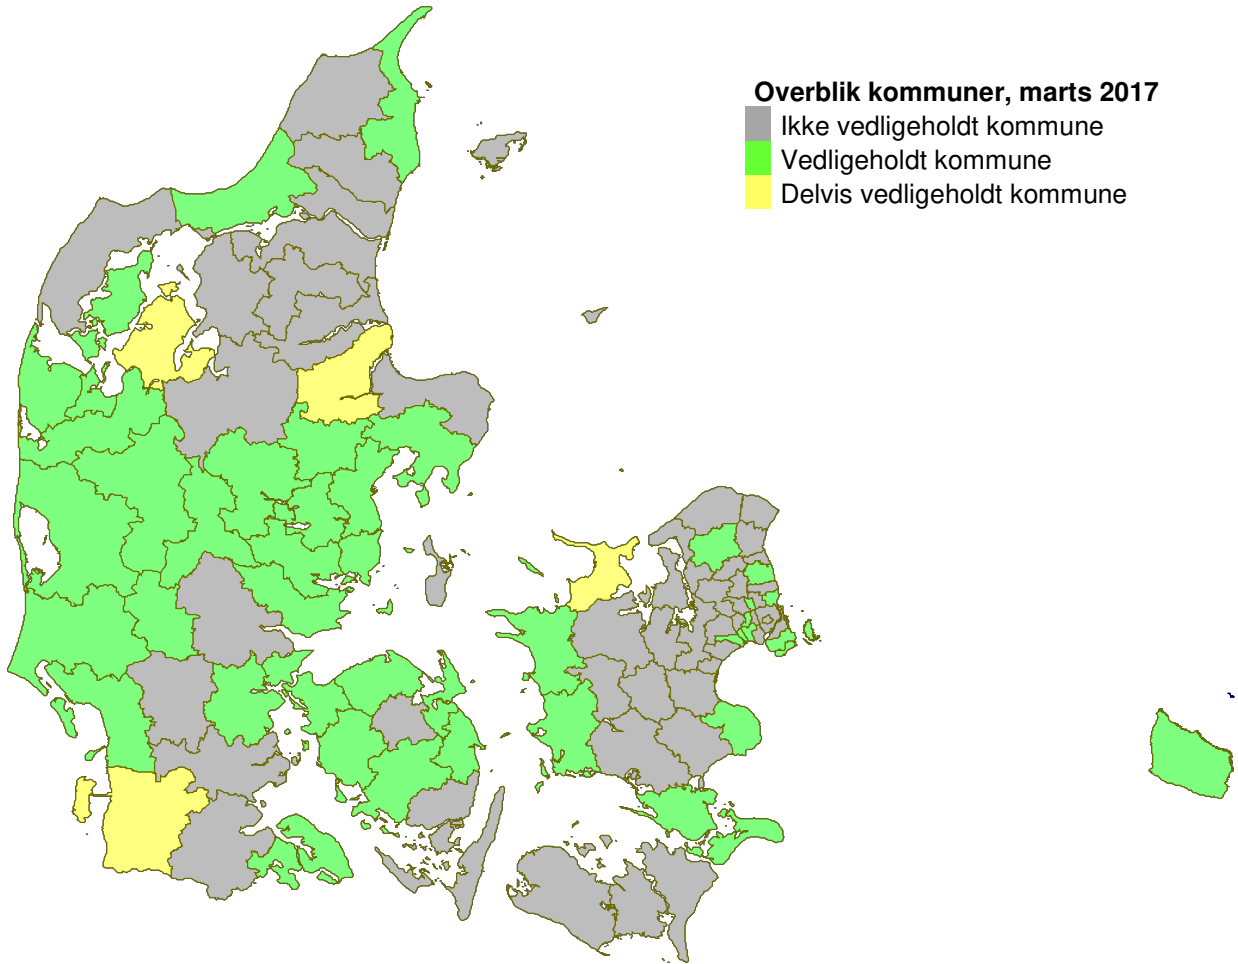 Overblik kommuner, marts 2017
Ikke vedligeholdt kommune
Vedligeholdt kommune
Delvis vedligeholdt kommune